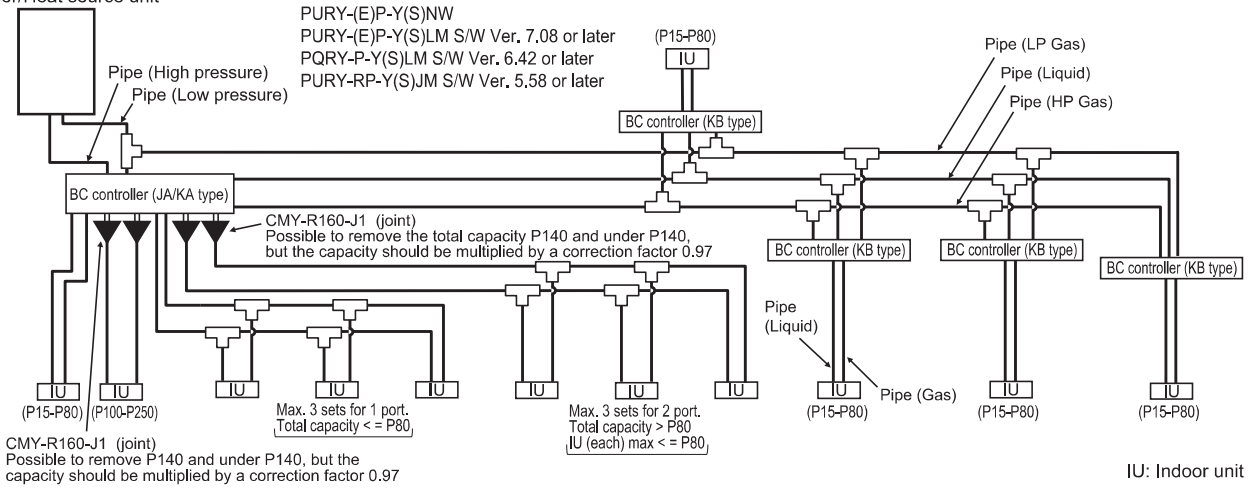 PURY-(E)P-Y(S)NW
PURY-(E)P-Y(S)LM S/W Ver. 7.08 or later
PQRY-P-Y(S)LM S/W Ver. 6.42 or later
PURY-RP-Y(S)JM S/W Ver. 5.58 or later
Pipe (High pressure)
Pipe (Low pressure)
(P15-P80)
IU
BC controller (KB type)
Pipe (LP Gas)
Pipe (Liquid)
Pipe (HP Gas)
BC controller (JA/KA type)
CMY-R160-J1 (joint)
Possible to remove the total capacity P140 and under P140,
but the capacity should be multiplied by a correction factor 0.97
BC controller (KB type)
BC controller (KB type)
BC controller (KB type)
Pipe
(Liquid)
Pipe (Gas)
IU
IU
IU
IU
IU
IU
IU
IU
IU
IU
IU
(P15-P80)
(P100-P250)
Max. 3 sets for 1 port.
Total capacity < = P80
Max. 3 sets for 2 port.
Total capacity > P80
IU (each) max < = P80
(P15-P80)
(P15-P80)
(P15-P80)
CMY-R160-J1 (joint)
Possible to remove P140 and under P140, but the
capacity should be multiplied by a correction factor 0.97
IU: Indoor unit